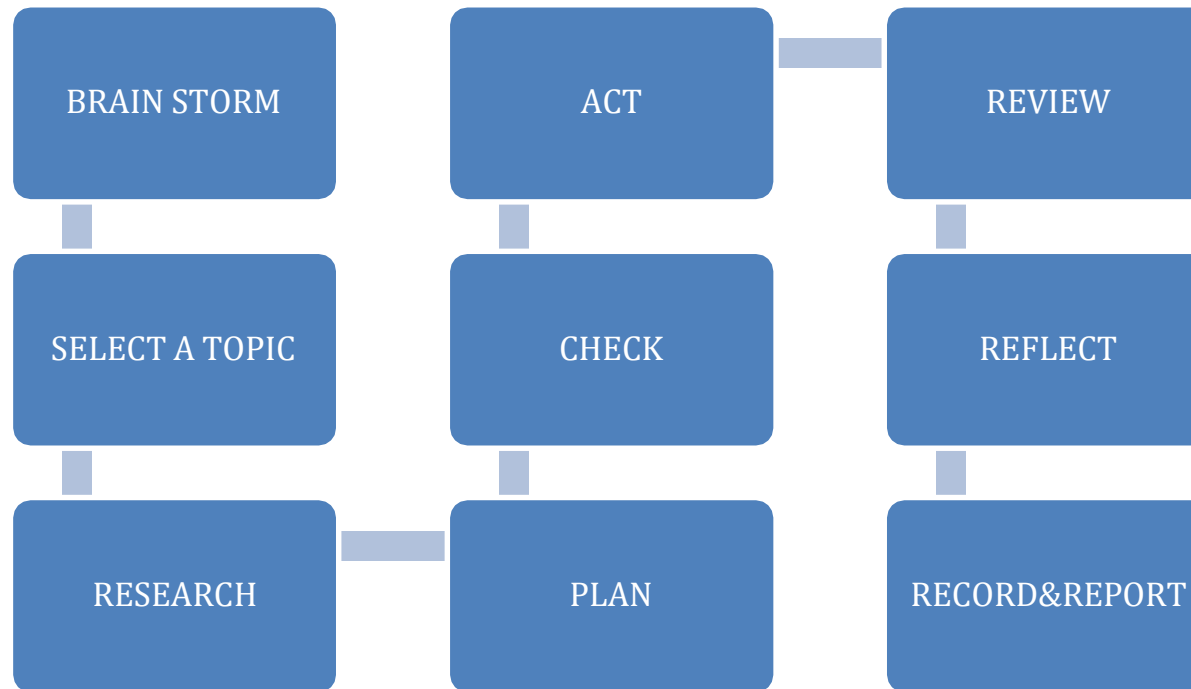 BRAIN STORM
SELECT A TOPIC
RESEARCH
PLAN
CHECK
ACT
REVIEW
REFLECT
RECORD&REPORT